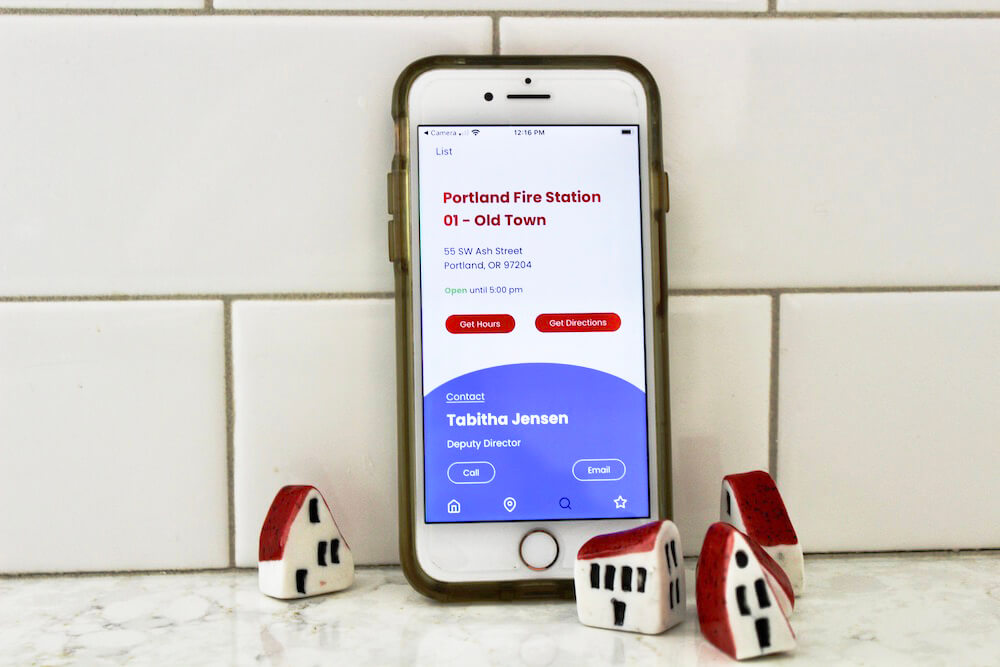 Camera 12:16 PM
List
Portland Fire Station
01 - Old Town
55 SW Ash Street
Portland, OR 97204
Open until 5:00 pm
Get Hours Get Directions
Contact
Tabitha Jensen
Deputy Director
Call Email